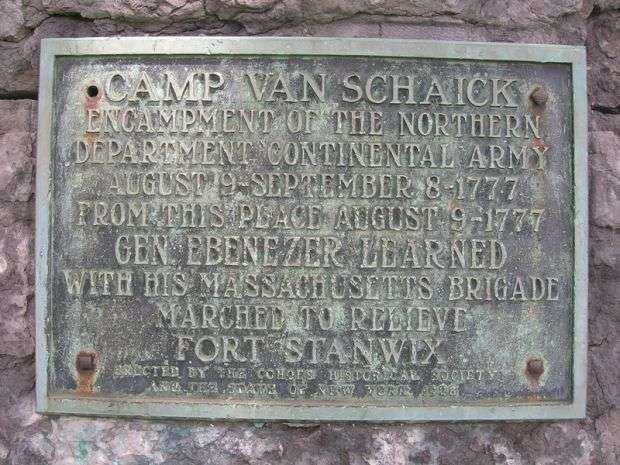 CAMP VAN SCHAICK
ENCAMPMENT OF THE NORTHERN
DEPARTMENT CONTINENTAL ARMY
AUGUST 9-SEPTEMBER 8-1777
FROM THIS PLACE AUGUST 9-1777
GEN. EBENEZER LEARNED
WITH HIS MASSACHUSETTS BRIGADE
MARCHED TO RELIEVE
FORT STANWIX
ERECTED BY THE COHOES HISTORICAL SOCIETY
AND THE STATE OF NEW YORK